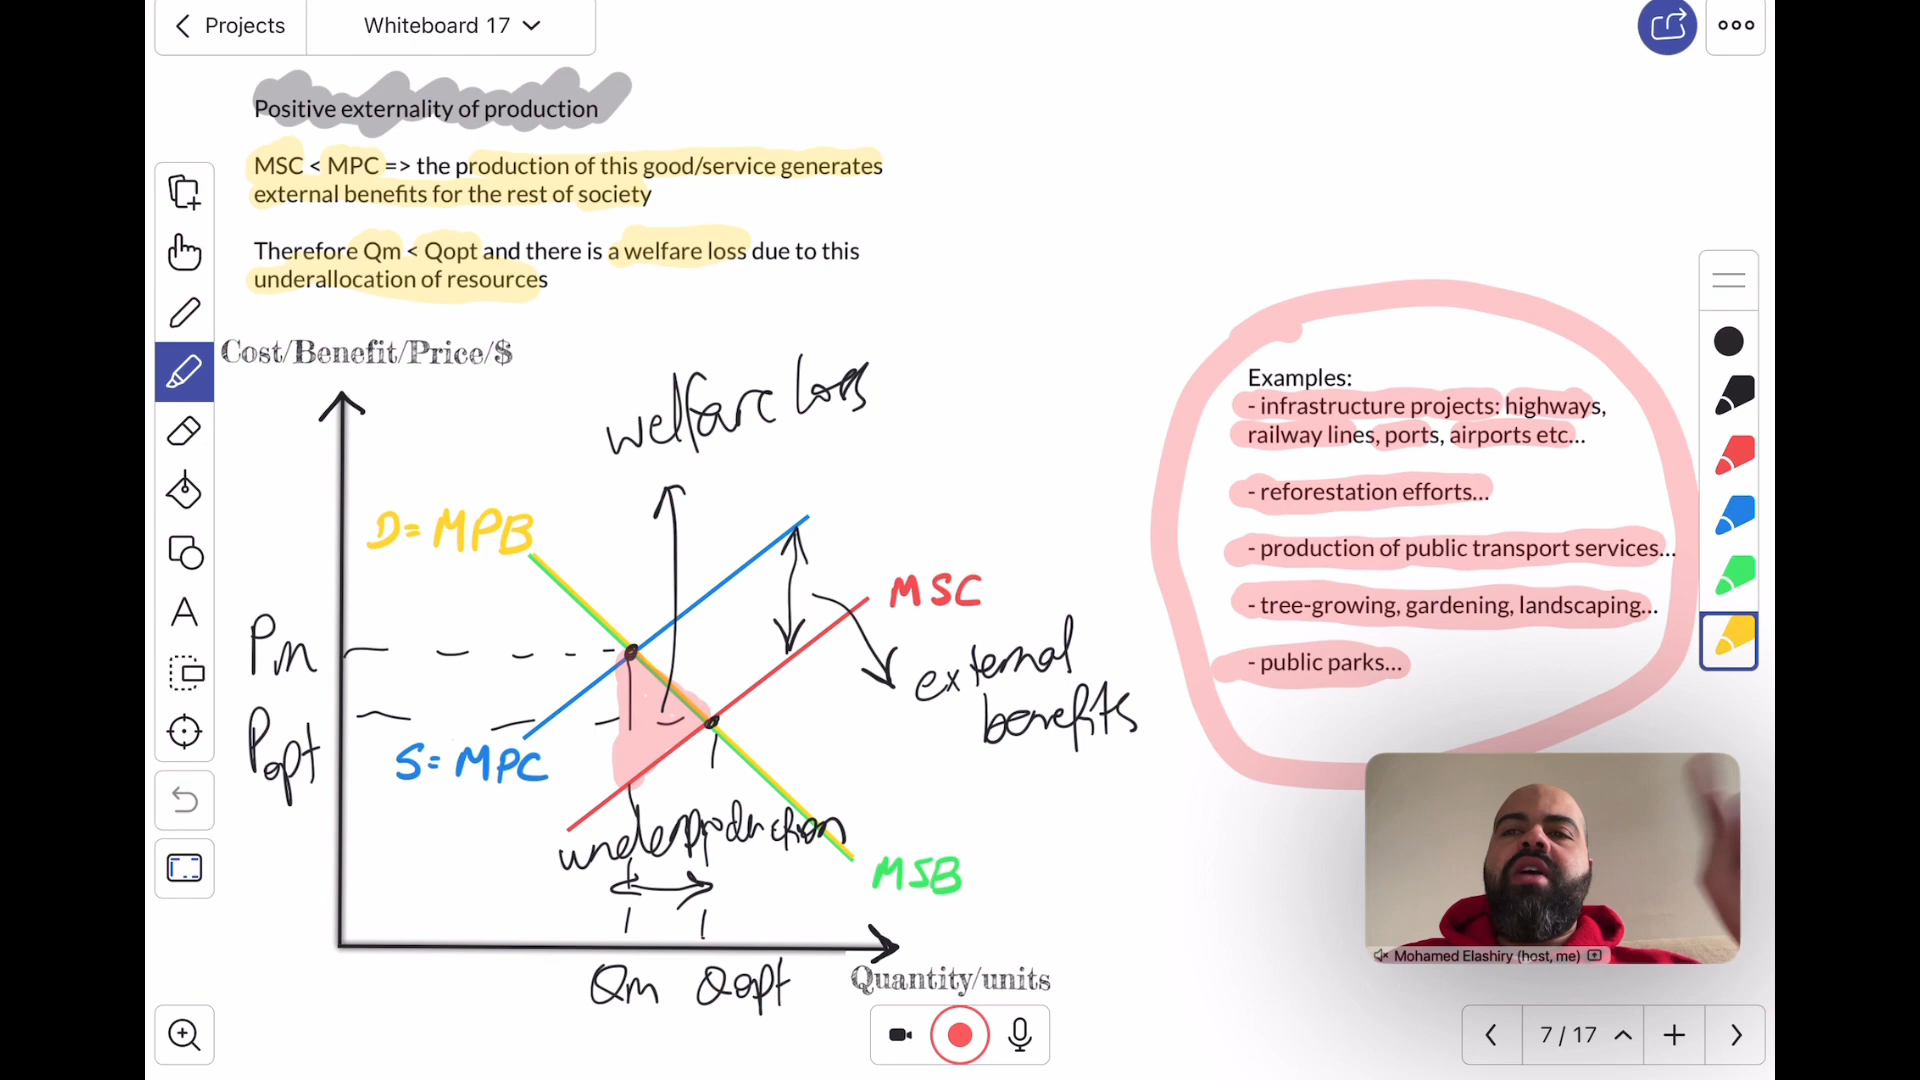 Projects
Whiteboard 17
Positive externality of production
MSC < MPC => the production of this good/service generates
external benefits for the rest of society
Therefore Qm < Qopt and there is a welfare loss due to this
underallocation of resources
Cost/Benefit/Price/$
welfare loss
D = MPB
MSC
Pm
external
benefits
Popt
S = MPC
underproduction
MSB
Qm Qopt
Quantity/units
Examples:
- infrastructure projects: highways,
railway lines, ports, airports etc...
- reforestation efforts...
- production of public transport services...
- tree-growing, gardening, landscaping...
- public parks...
Mohamed Elashiry (host, me)
7 / 17